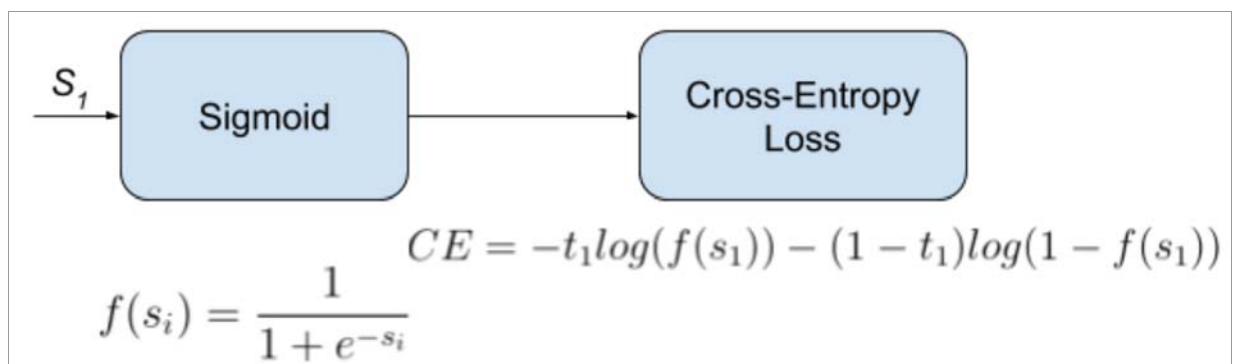 S₁
Sigmoid
Cross-Entropy
Loss
CE = −t₁log(f(s₁)) − (1 − t₁)log(1 − f(s₁))
f(sᵢ) = 1 / (1 + e^{−sᵢ})